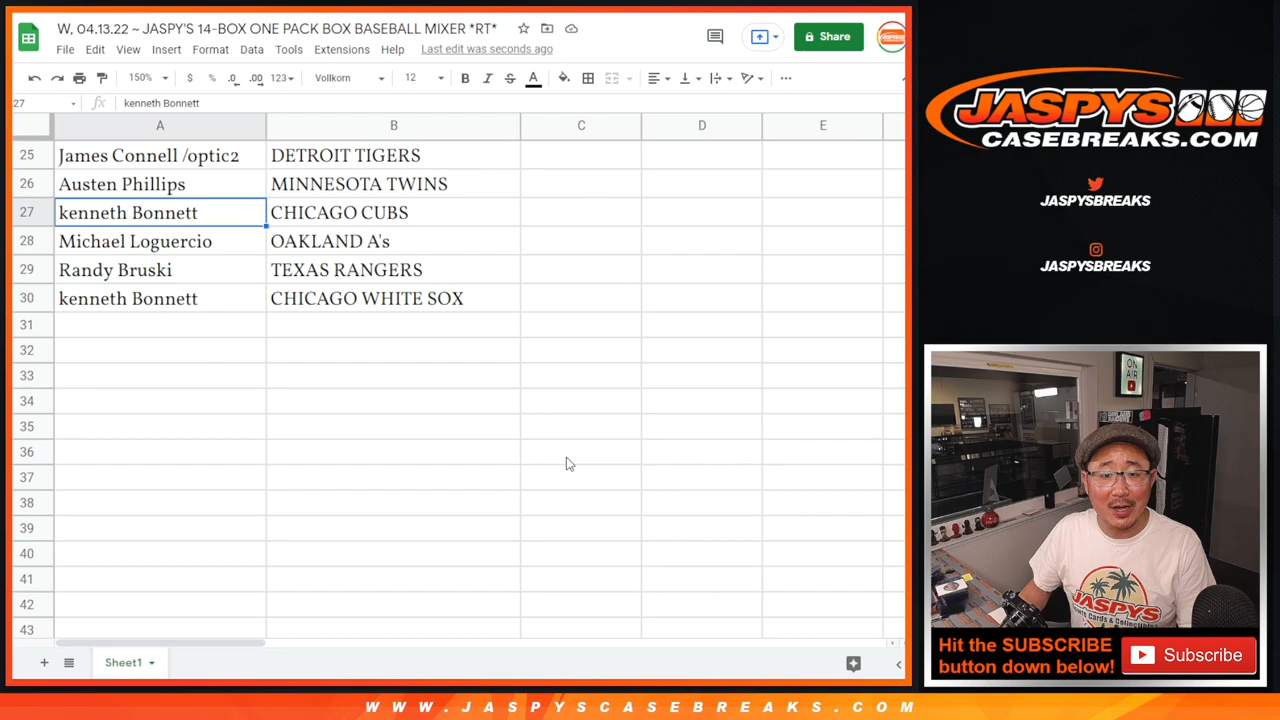 W, 04.13.22 ~ JASPY'S 14-BOX ONE PACK BOX BASEBALL MIXER *RT*
File Edit View Insert Format Data Tools Extensions Help Last edit was seconds ago
Share
150% $ % .0 .00 123 Vollkorn 12 B I S A
27 fx kenneth Bonnett
A B C D E
25 James Connell /optic2 DETROIT TIGERS
26 Austen Phillips MINNESOTA TWINS
27 kenneth Bonnett CHICAGO CUBS
28 Michael Loguercio OAKLAND A's
29 Randy Bruski TEXAS RANGERS
30 kenneth Bonnett CHICAGO WHITE SOX
31
32
33
34
35
36
37
38
39
40
41
42
43
Sheet1
JASPYS
CASEBREAKS.COM
JASPYSBREAKS
JASPYSBREAKS
ON
AIR
JASPYS
Hit the SUBSCRIBE
button down below!
Subscribe
WWW.JASPYSCASEBREAKS.COM